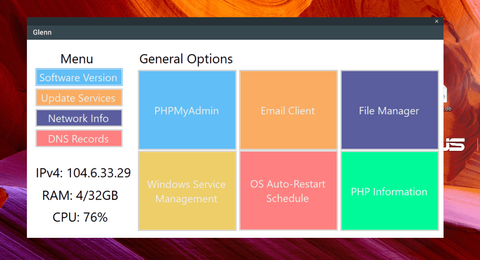 Glenn
Menu
Software Version
Update Services
Network Info
DNS Records
IPv4: 104.6.33.29
RAM: 4/32GB
CPU: 76%
General Options
PHPMyAdmin
Email Client
File Manager
Windows Service
Management
OS Auto-Restart
Schedule
PHP Information